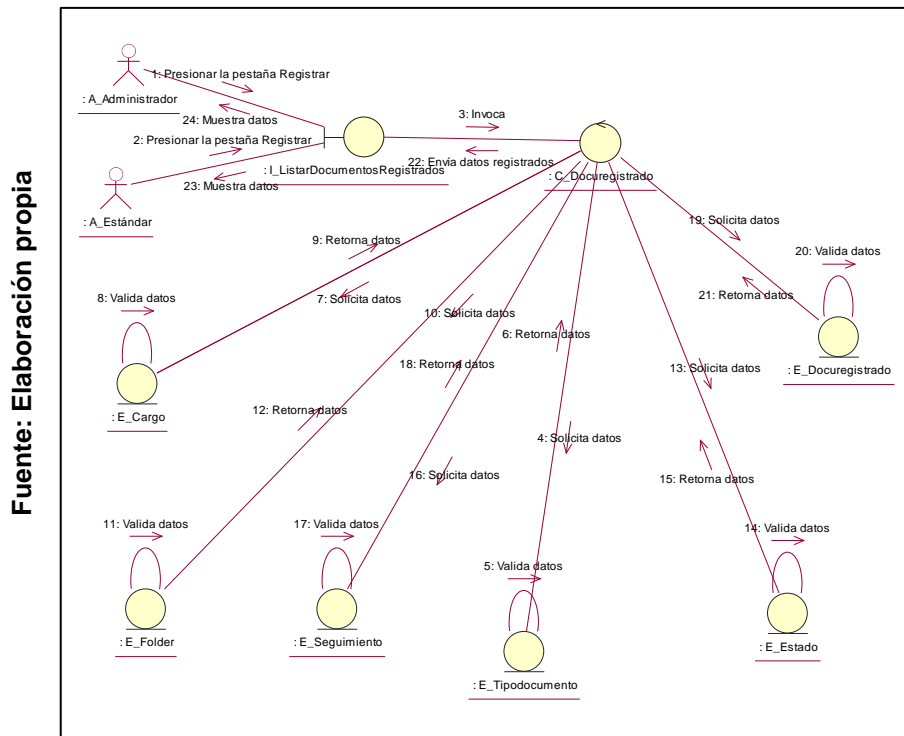 Fuente: Elaboración propia
1: Presionar la pestaña Registrar
: A_Administrador
24: Muestra datos
2: Presionar la pestaña Registrar
23: Muestra datos
: A_Estándar
: I_ListarDocumentosRegistrados
3: Invoca
22: Envía datos registrados
: C_Docuregistrado
9: Retorna datos
7: Solicita datos
8: Valida datos
: E_Cargo
10: Solicita datos
12: Retorna datos
11: Valida datos
: E_Folder
18: Retorna datos
16: Solicita datos
17: Valida datos
: E_Seguimiento
6: Retorna datos
4: Solicita datos
5: Valida datos
: E_Tipodocumento
13: Solicita datos
15: Retorna datos
14: Valida datos
: E_Estado
19: Solicita datos
20: Valida datos
21: Retorna datos
: E_Docuregistrado